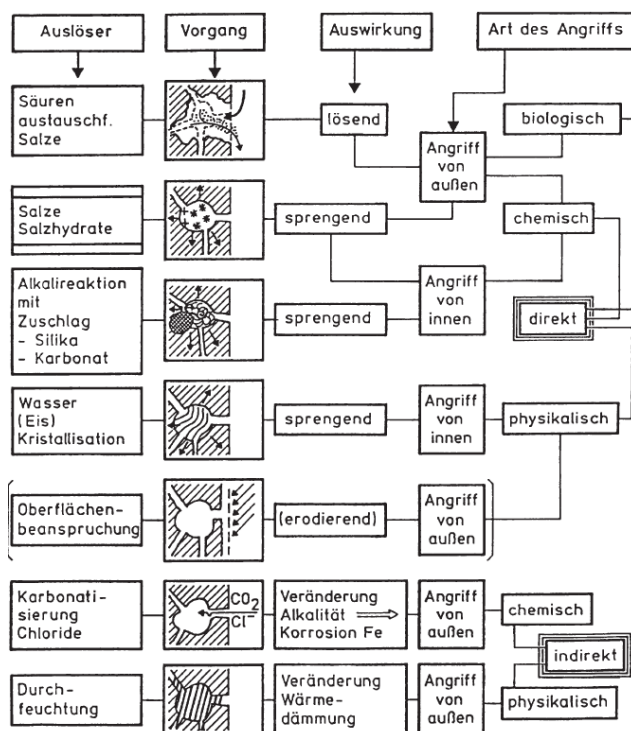 Auslöser
Vorgang
Auswirkung
Art des Angriffs
Säuren
austauschf.
Salze
lösend
Angriff
von
außen
biologisch
Salze
Salzhydrate
sprengend
chemisch
Alkalireaktion
mit
Zuschlag
- Silika
- Karbonat
sprengend
Angriff
von
innen
direkt
Wasser
(Eis)
Kristallisation
sprengend
Angriff
von
innen
physikalisch
Oberflächen-
beanspruchung
(erodierend)
Angriff
von
außen
Karbonati-
sierung
Chloride
CO₂
Cl⁻
Veränderung
Alkalität
Korrosion Fe
Angriff
von
außen
chemisch
indirekt
Durch-
feuchtung
Veränderung
Wärme-
dämmung
Angriff
von
außen
physikalisch